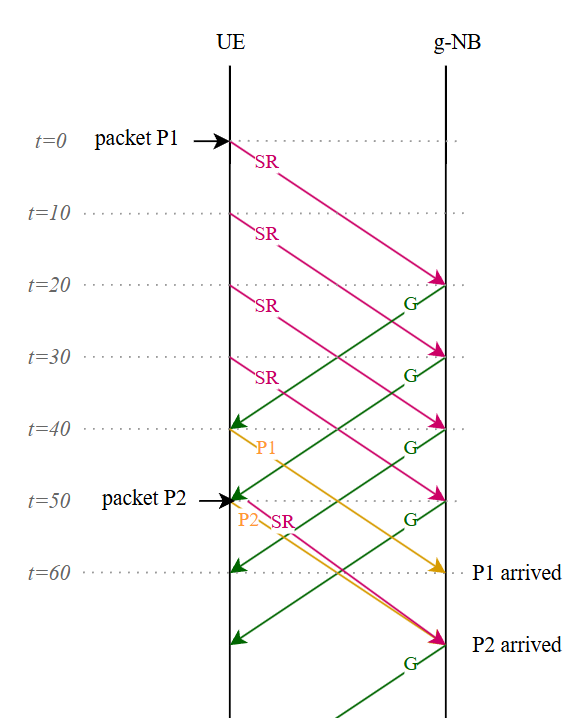 UE g-NB
t=0 packet P1
SR
t=10
SR
t=20
SR G
t=30
SR G
t=40
P1 G
t=50 packet P2
P2 SR G
t=60 P1 arrived
P2 arrived
G